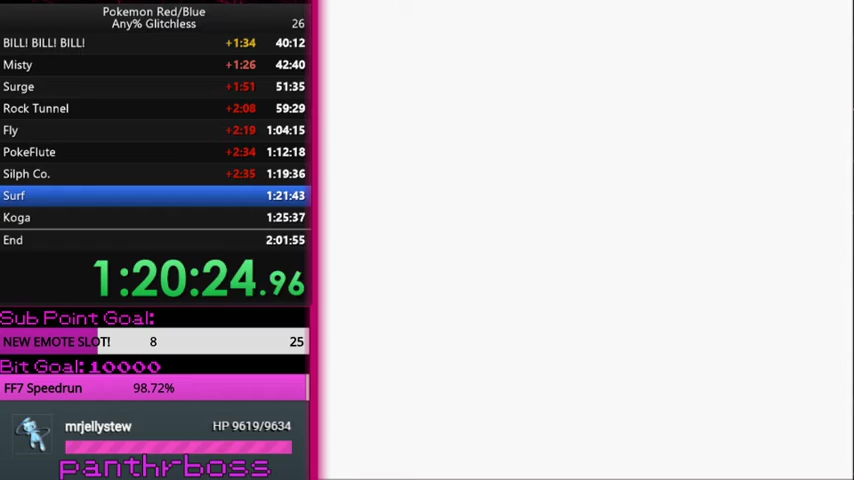 Pokemon Red/Blue
Any% Glitchless 26
BILL! BILL! BILL! +1:34 40:12
Misty +1:26 42:40
Surge +1:51 51:35
Rock Tunnel +2:08 59:29
Fly +2:19 1:04:15
PokeFlute +2:34 1:12:18
Silph Co. +2:35 1:19:36
Surf 1:21:43
Koga 1:25:37
End 2:01:55
1:20:24.96
Sub Point Goal:
NEW EMOTE SLOT! 8 25
Bit Goal: 10000
FF7 Speedrun 98.72%
mrjellystew HP 9619/9634
panthrboss